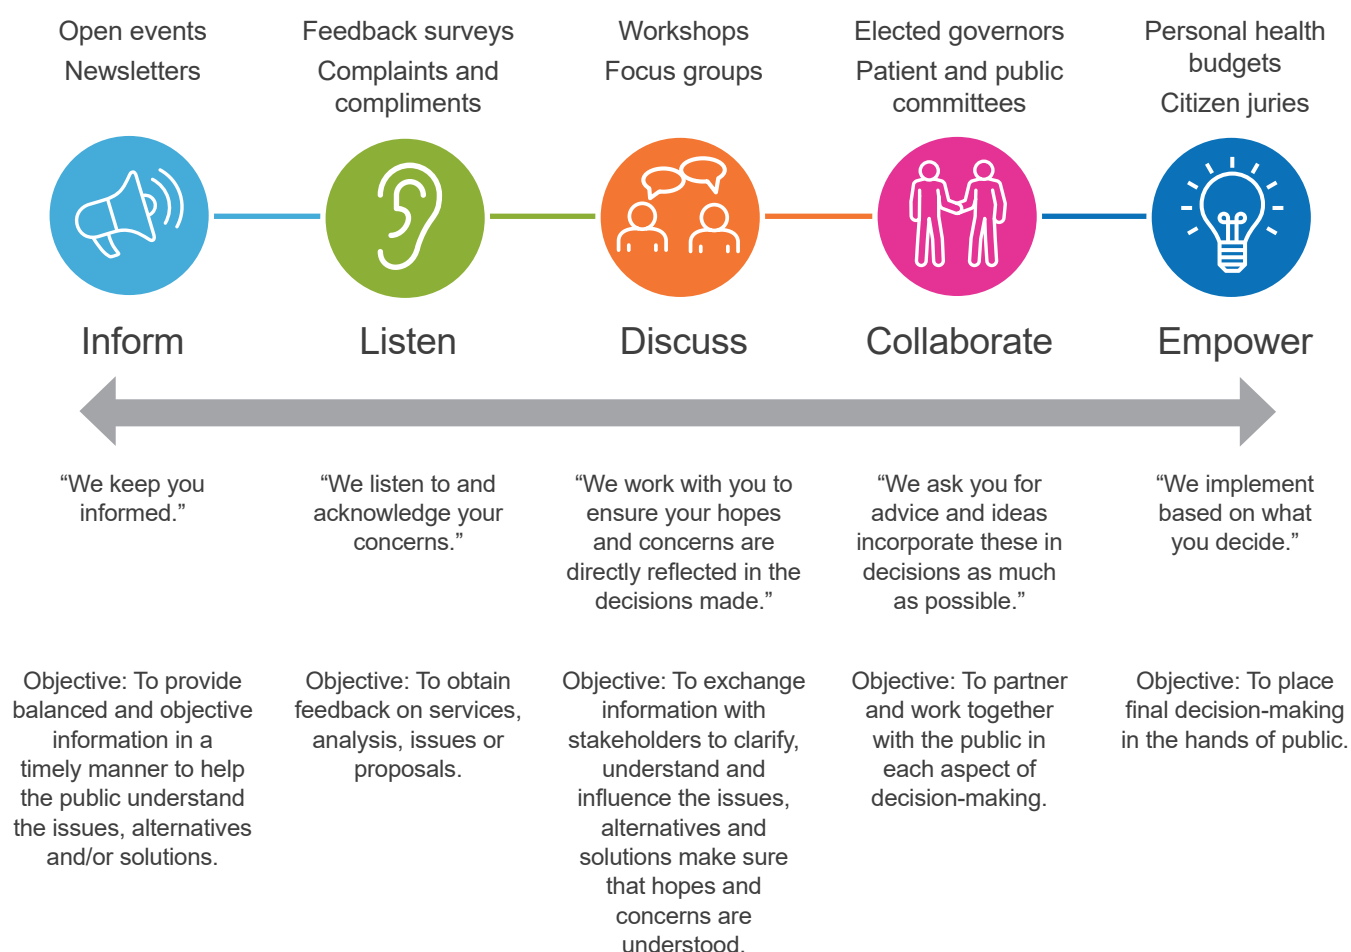 Open events
Newsletters
Feedback surveys
Complaints and
compliments
Workshops
Focus groups
Elected governors
Patient and public
committees
Personal health
budgets
Citizen juries
Inform
Listen
Discuss
Collaborate
Empower
“We keep you
informed.”
“We listen to and
acknowledge your
concerns.”
“We work with you to
ensure your hopes
and concerns are
directly reflected in the
decisions made.”
“We ask you for
advice and ideas
incorporate these in
decisions as much
as possible.”
“We implement
based on what
you decide.”
Objective: To provide
balanced and objective
information in a
timely manner to help
the public understand
the issues, alternatives
and/or solutions.
Objective: To obtain
feedback on services,
analysis, issues or
proposals.
Objective: To exchange
information with
stakeholders to clarify,
understand and
influence the issues,
alternatives and
solutions make sure
that hopes and
concerns are
understood.
Objective: To partner
and work together
with the public in
each aspect of
decision-making.
Objective: To place
final decision-making
in the hands of public.